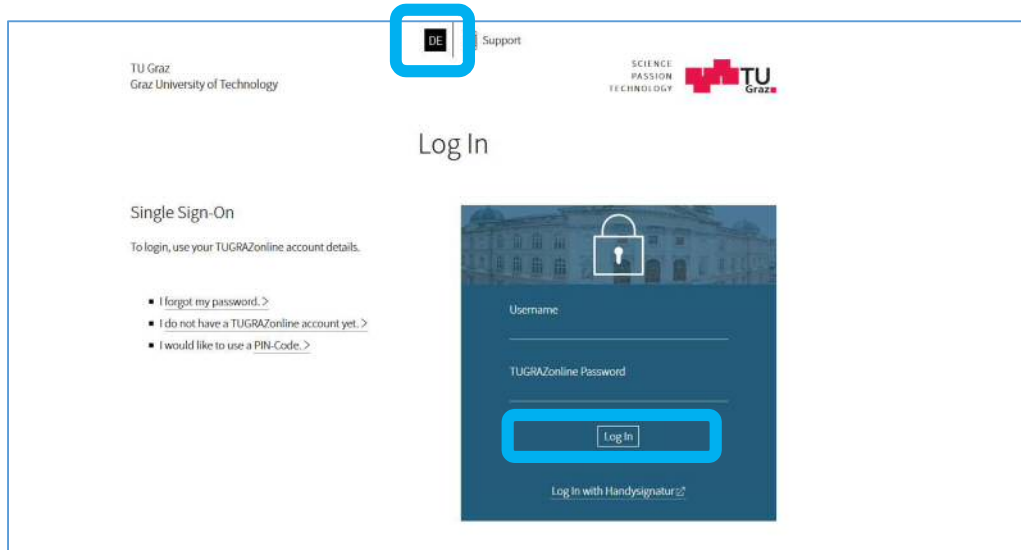 DE
Support
TU Graz
Graz University of Technology
SCIENCE
PASSION
TECHNOLOGY
TU
Graz
Log In
Single Sign-On
To login, use your TUGRAZonline account details.
I forgot my password. >
I do not have a TUGRAZonline account yet. >
I would like to use a PIN-Code. >
Username
TUGRAZonline Password
Log In
Log In with Handysignatur